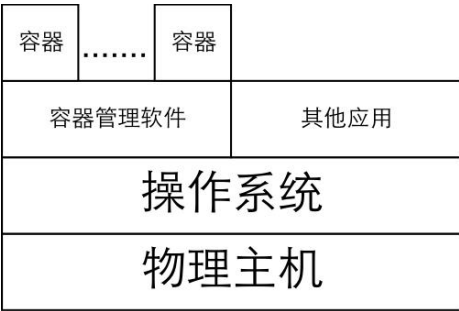 容器 ....... 容器
容器管理软件 其他应用
操作系统
物理主机